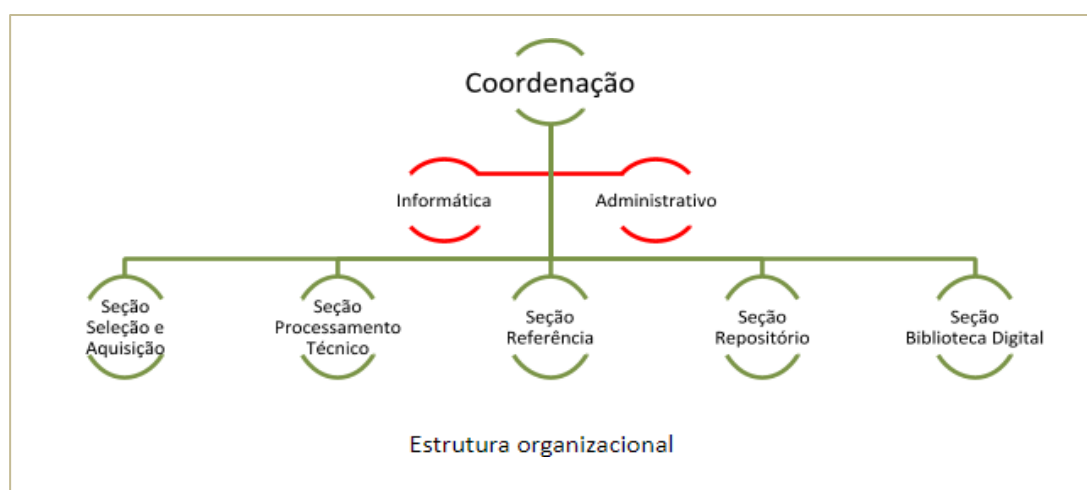 Coordenação
Informática
Administrativo
Seção
Seleção e
Aquisição
Seção
Processamento
Técnico
Seção
Referência
Seção
Repositório
Seção
Biblioteca Digital
Estrutura organizacional